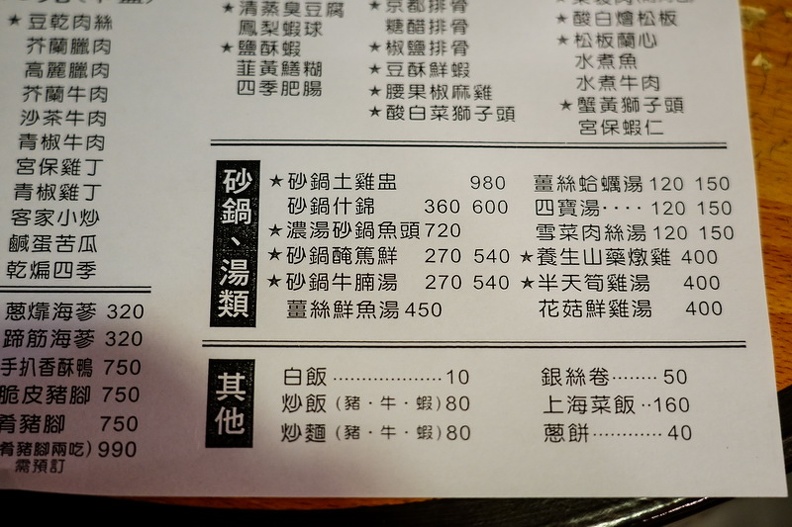 ★豆乾肉絲
芥蘭臘肉
高麗臘肉
芥蘭牛肉
沙茶牛肉
青椒牛肉
宮保雞丁
青椒雞丁
客家小炒
鹹蛋苦瓜
乾煸四季
蔥㸆海蔘 320
蹄筋海蔘 320
手扒香酥鴨 750
脆皮豬腳 750
肴豬腳 750
肴豬腳兩吃) 990
需預訂
★清蒸臭豆腐
鳳梨蝦球
★鹽酥蝦
韮黃鱔糊
四季肥腸
★京都排骨
糖醋排骨
★椒鹽排骨
★豆酥鮮蝦
★腰果椒麻雞
★酸白菜獅子頭
★酸白燴松板
★松板蘭心
水煮魚
水煮牛肉
★蟹黃獅子頭
宮保蝦仁
砂鍋、湯類
★砂鍋土雞盅 980
砂鍋什錦 360 600
★濃湯砂鍋魚頭 720
★砂鍋醃篤鮮 270 540
★砂鍋牛腩湯 270 540
薑絲鮮魚湯 450
薑絲蛤蠣湯 120 150
四寶湯‥‥ 120 150
雪菜肉絲湯 120 150
★養生山藥燉雞 400
★半天筍雞湯 400
花菇鮮雞湯 400
其他
白飯 ···················10
炒飯 (豬·牛·蝦) 80
炒麵 (豬·牛·蝦) 80
銀絲卷········ 50
上海菜飯 ··160
蔥餅············ 40